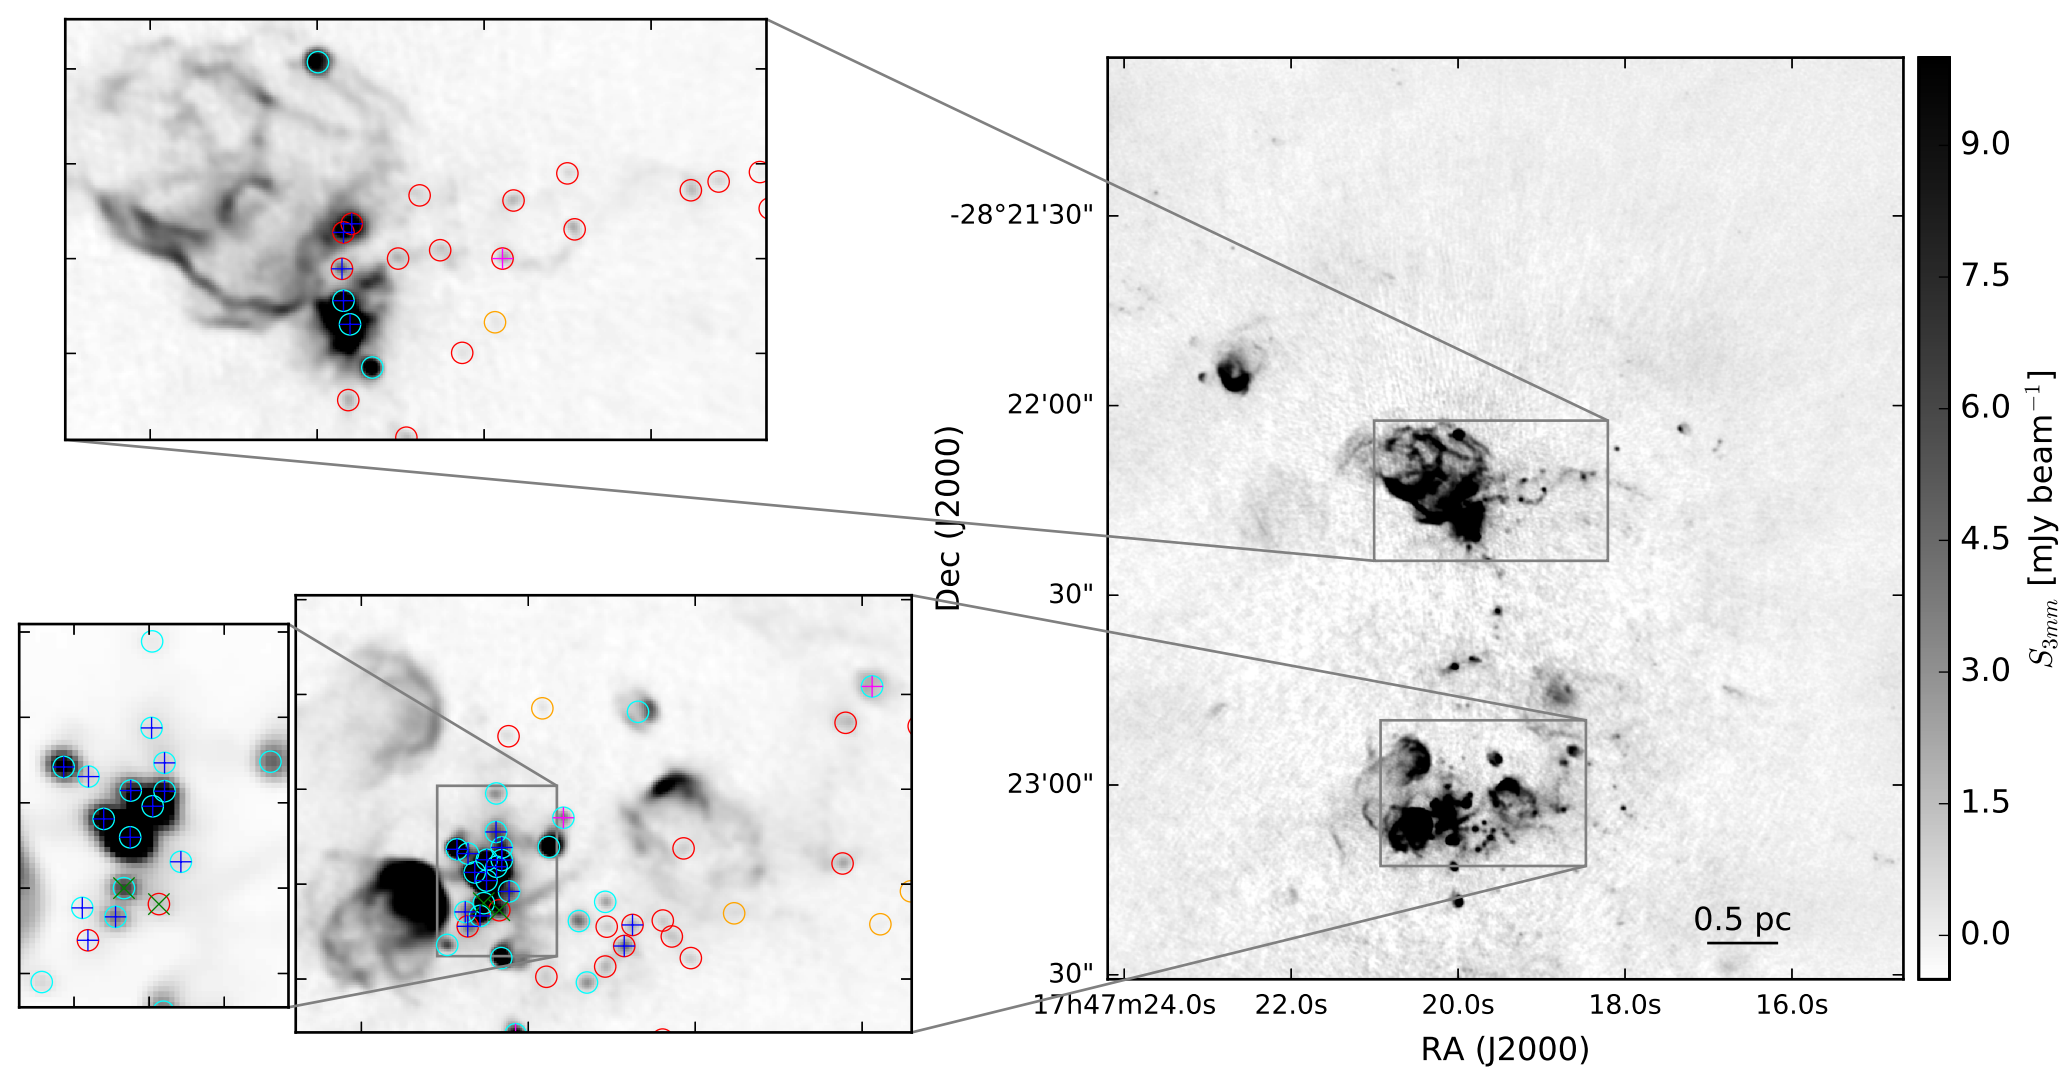 -28°21'30"
22'00"
30"
23'00"
30"
Dec (J2000)
17h47m24.0s 22.0s 20.0s 18.0s 16.0s
RA (J2000)
0.5 pc
9.0
7.5
6.0
4.5
3.0
1.5
0.0
S₃ₘₘ [mJy beam⁻¹]